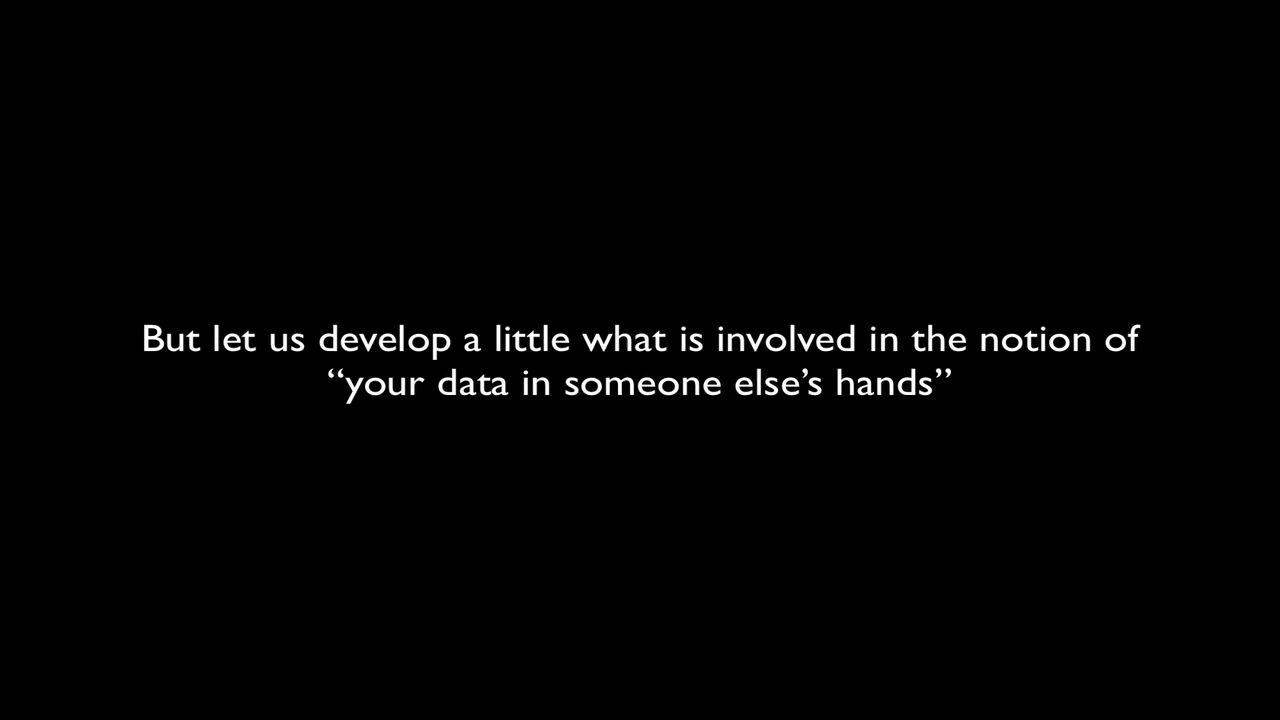 But let us develop a little what is involved in the notion of
“your data in someone else’s hands”